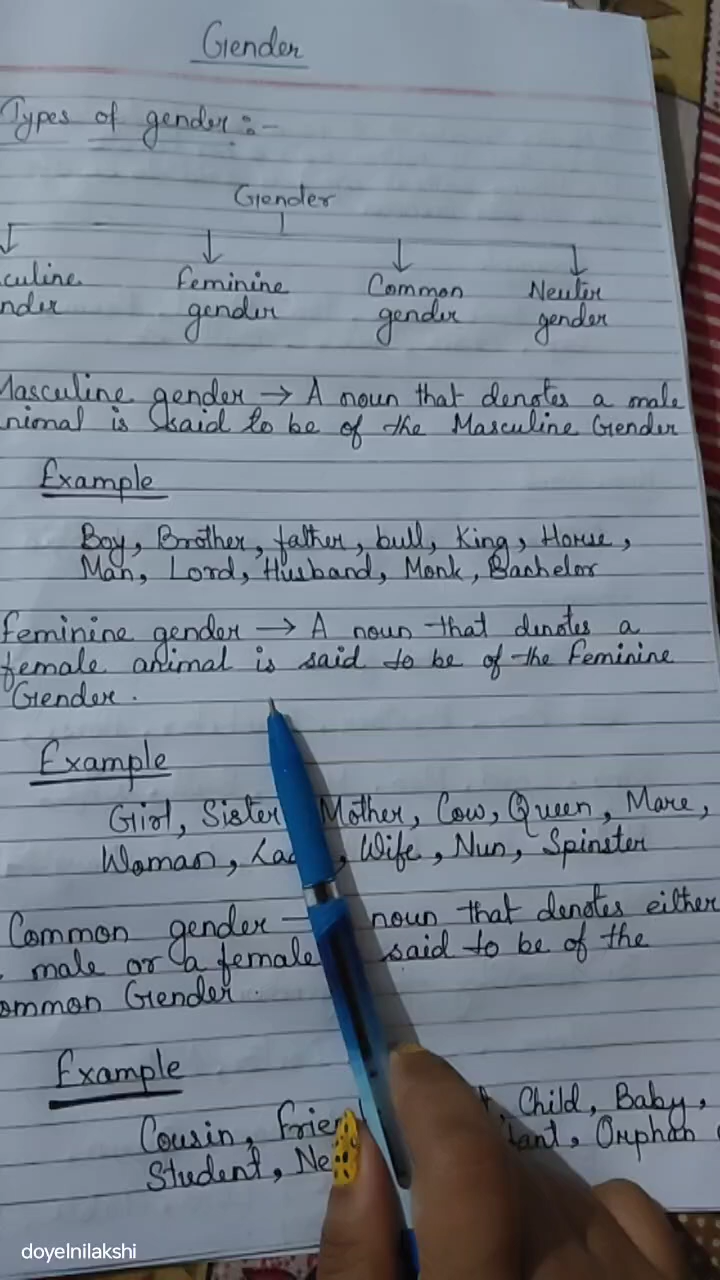 Gender
Types of gender :-
Gender
culine Feminine Common Neuter
nder gender gender gender
Masculine gender → A noun that denotes a male
nimal is said to be of the Masculine Gender
Example
Boy, Brother, father, bull, King, Horse,
Man, Lord, Husband, Monk, Bachelor
Feminine gender → A noun that denotes a
female animal is said to be of the Feminine
Gender.
Example
Girl, Sister Mother, Cow, Queen, Mare,
Woman, La , Wife, Nun, Spinster
Common gender — noun that denotes either
male or a female said to be of the
ommon Gender.
Example
Cousin, Frie , Child, Baby,
Student, Ne ant, Orphan
doyelnilakshi